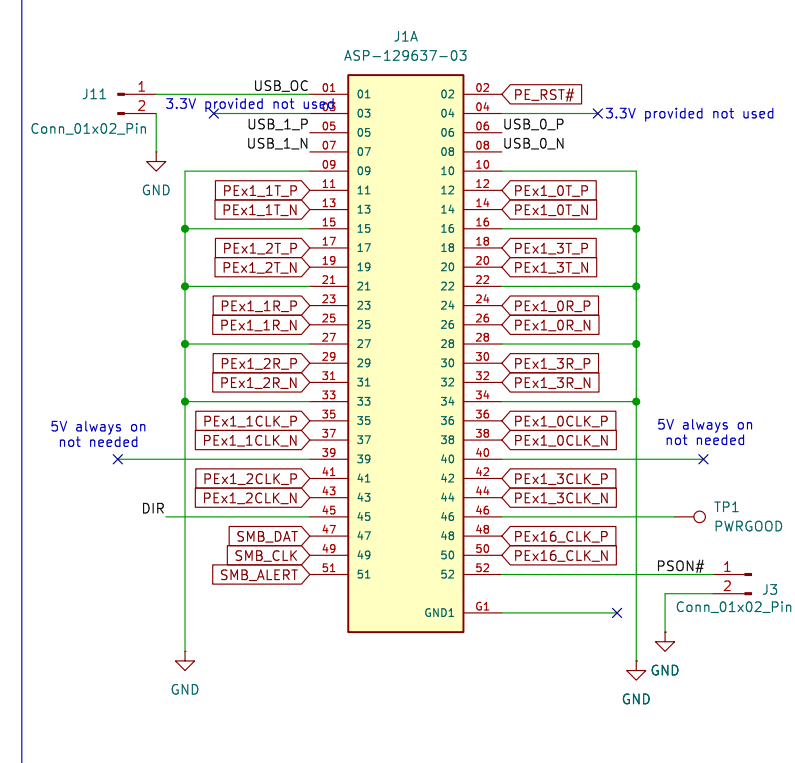 J1A
ASP-129637-03
J11
1
2
Conn_01x02_Pin
GND
USB_OC 01 01
3.3V provided not used 03 03
USB_1_P 05 05
USB_1_N 07 07
09 09
PEx1_1T_P 11 11
PEx1_1T_N 13 13
15 15
PEx1_2T_P 17 17
PEx1_2T_N 19 19
21 21
PEx1_1R_P 23 23
PEx1_1R_N 25 25
27 27
PEx1_2R_P 29 29
PEx1_2R_N 31 31
33 33
PEx1_1CLK_P 35 35
PEx1_1CLK_N 37 37
5V always on
not needed
39 39
PEx1_2CLK_P 41 41
PEx1_2CLK_N 43 43
DIR 45 45
SMB_DAT 47 47
SMB_CLK 49 49
SMB_ALERT 51 51
GND
02 02 PE_RST#
04 04 3.3V provided not used
06 06 USB_0_P
08 08 USB_0_N
10 10
12 12 PEx1_0T_P
14 14 PEx1_0T_N
16 16
18 18 PEx1_3T_P
20 20 PEx1_3T_N
22 22
24 24 PEx1_0R_P
26 26 PEx1_0R_N
28 28
30 30 PEx1_3R_P
32 32 PEx1_3R_N
34 34
36 36 PEx1_0CLK_P
38 38 PEx1_0CLK_N
5V always on
not needed
40 40
42 42 PEx1_3CLK_P
44 44 PEx1_3CLK_N
46 46
TP1
PWRGOOD
48 48 PEx16_CLK_P
50 50 PEx16_CLK_N
52 52 PSON# 1
2
J3
Conn_01x02_Pin
GND1 G1
GND
GND